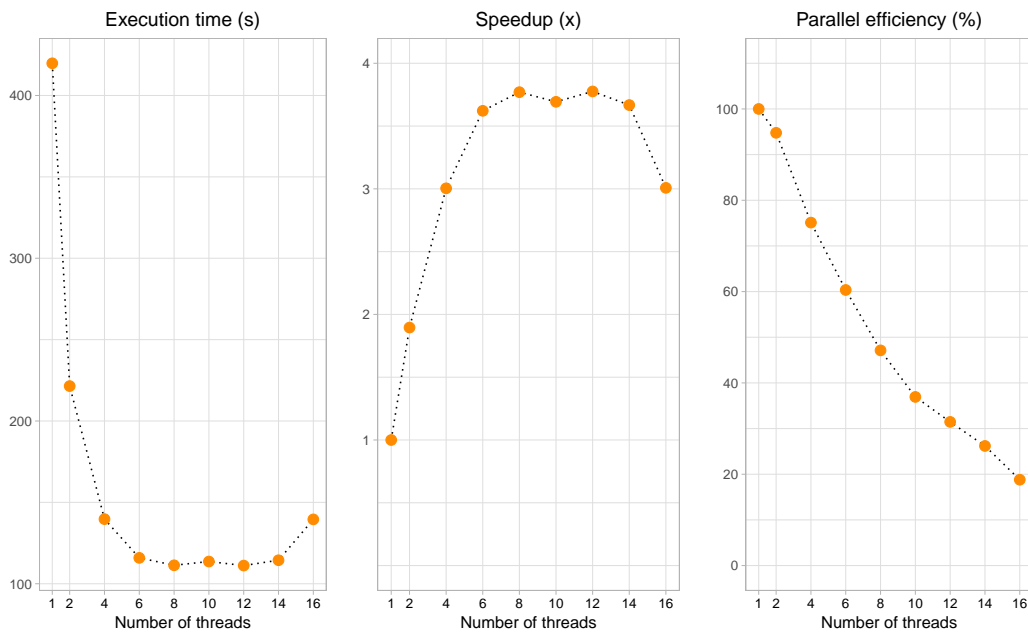 Execution time (s)
Speedup (x)
Parallel efficiency (%)
400
300
200
100
1 2 4 6 8 10 12 14 16
Number of threads
4
3
2
1
1 2 4 6 8 10 12 14 16
Number of threads
100
80
60
40
20
0
1 2 4 6 8 10 12 14 16
Number of threads